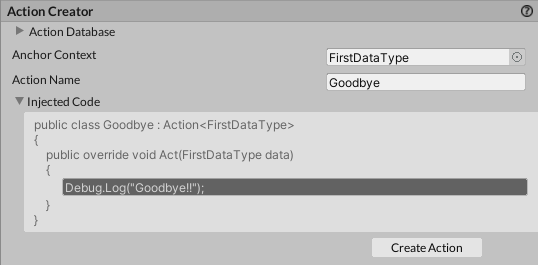 Action Creator
Action Database
Anchor Context FirstDataType
Action Name Goodbye
Injected Code
public class Goodbye : Action<FirstDataType>
{
public override void Act(FirstDataType data)
{
Debug.Log("Goodbye!!");
}
}
Create Action